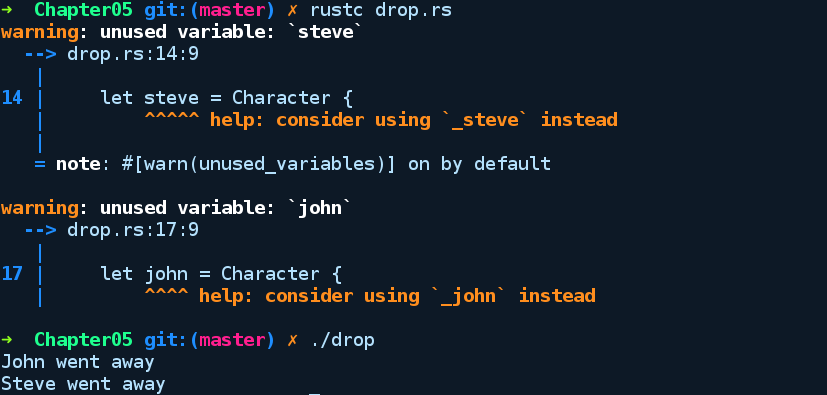 ➜  Chapter05 git:(master) ✗ rustc drop.rs
warning: unused variable: `steve`
  --> drop.rs:14:9
   |
14 |     let steve = Character {
   |         ^^^^^ help: consider using `_steve` instead
   |
   = note: #[warn(unused_variables)] on by default

warning: unused variable: `john`
  --> drop.rs:17:9
   |
17 |     let john = Character {
   |         ^^^^ help: consider using `_john` instead

➜  Chapter05 git:(master) ✗ ./drop
John went away
Steve went away